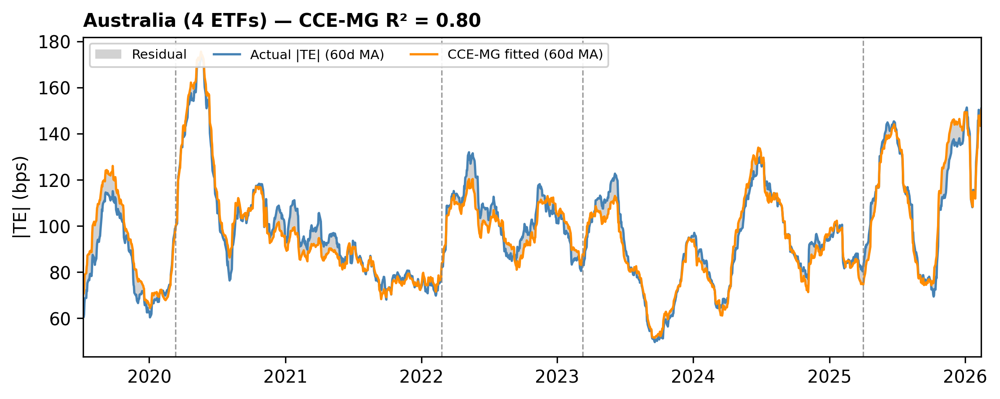 Australia (4 ETFs) — CCE-MG R² = 0.80
Residual
Actual |TE| (60d MA)
CCE-MG fitted (60d MA)
|TE| (bps)
180
160
140
120
100
80
60
2020
2021
2022
2023
2024
2025
2026